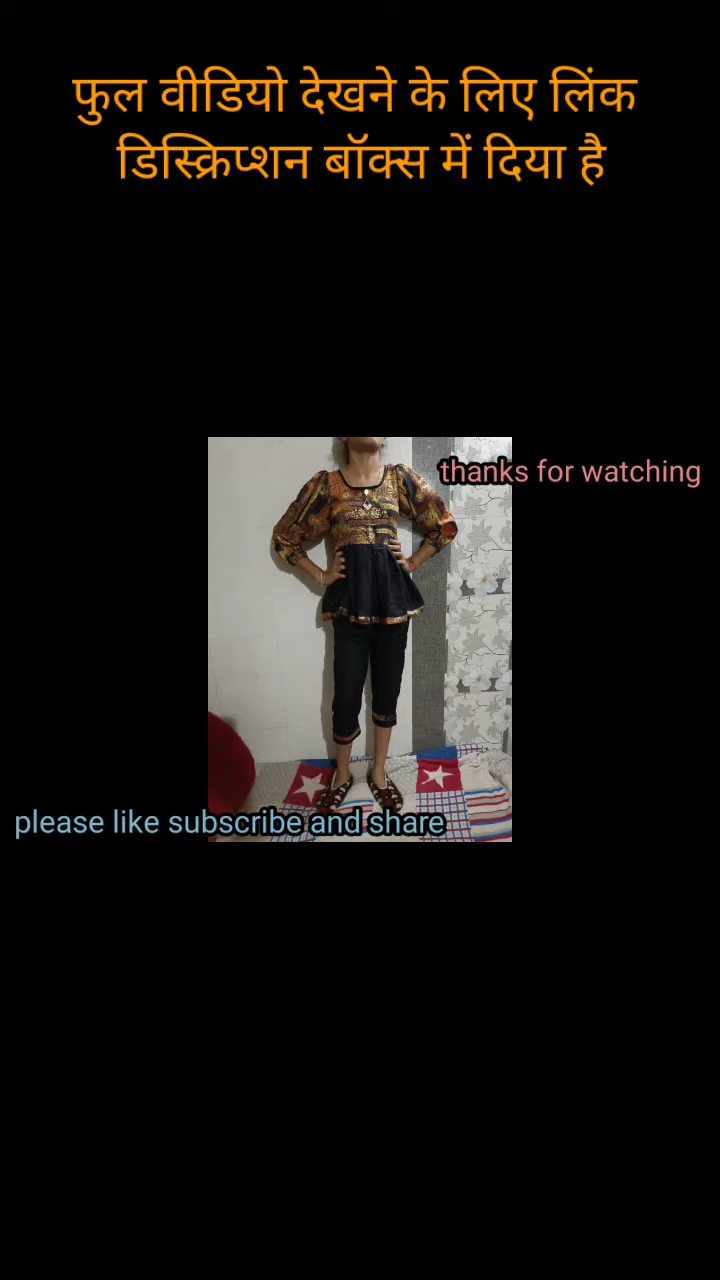 फुल वीडियो देखने के लिए लिंक
डिस्क्रिप्शन बॉक्स में दिया है
thanks for watching
please like subscribe and share